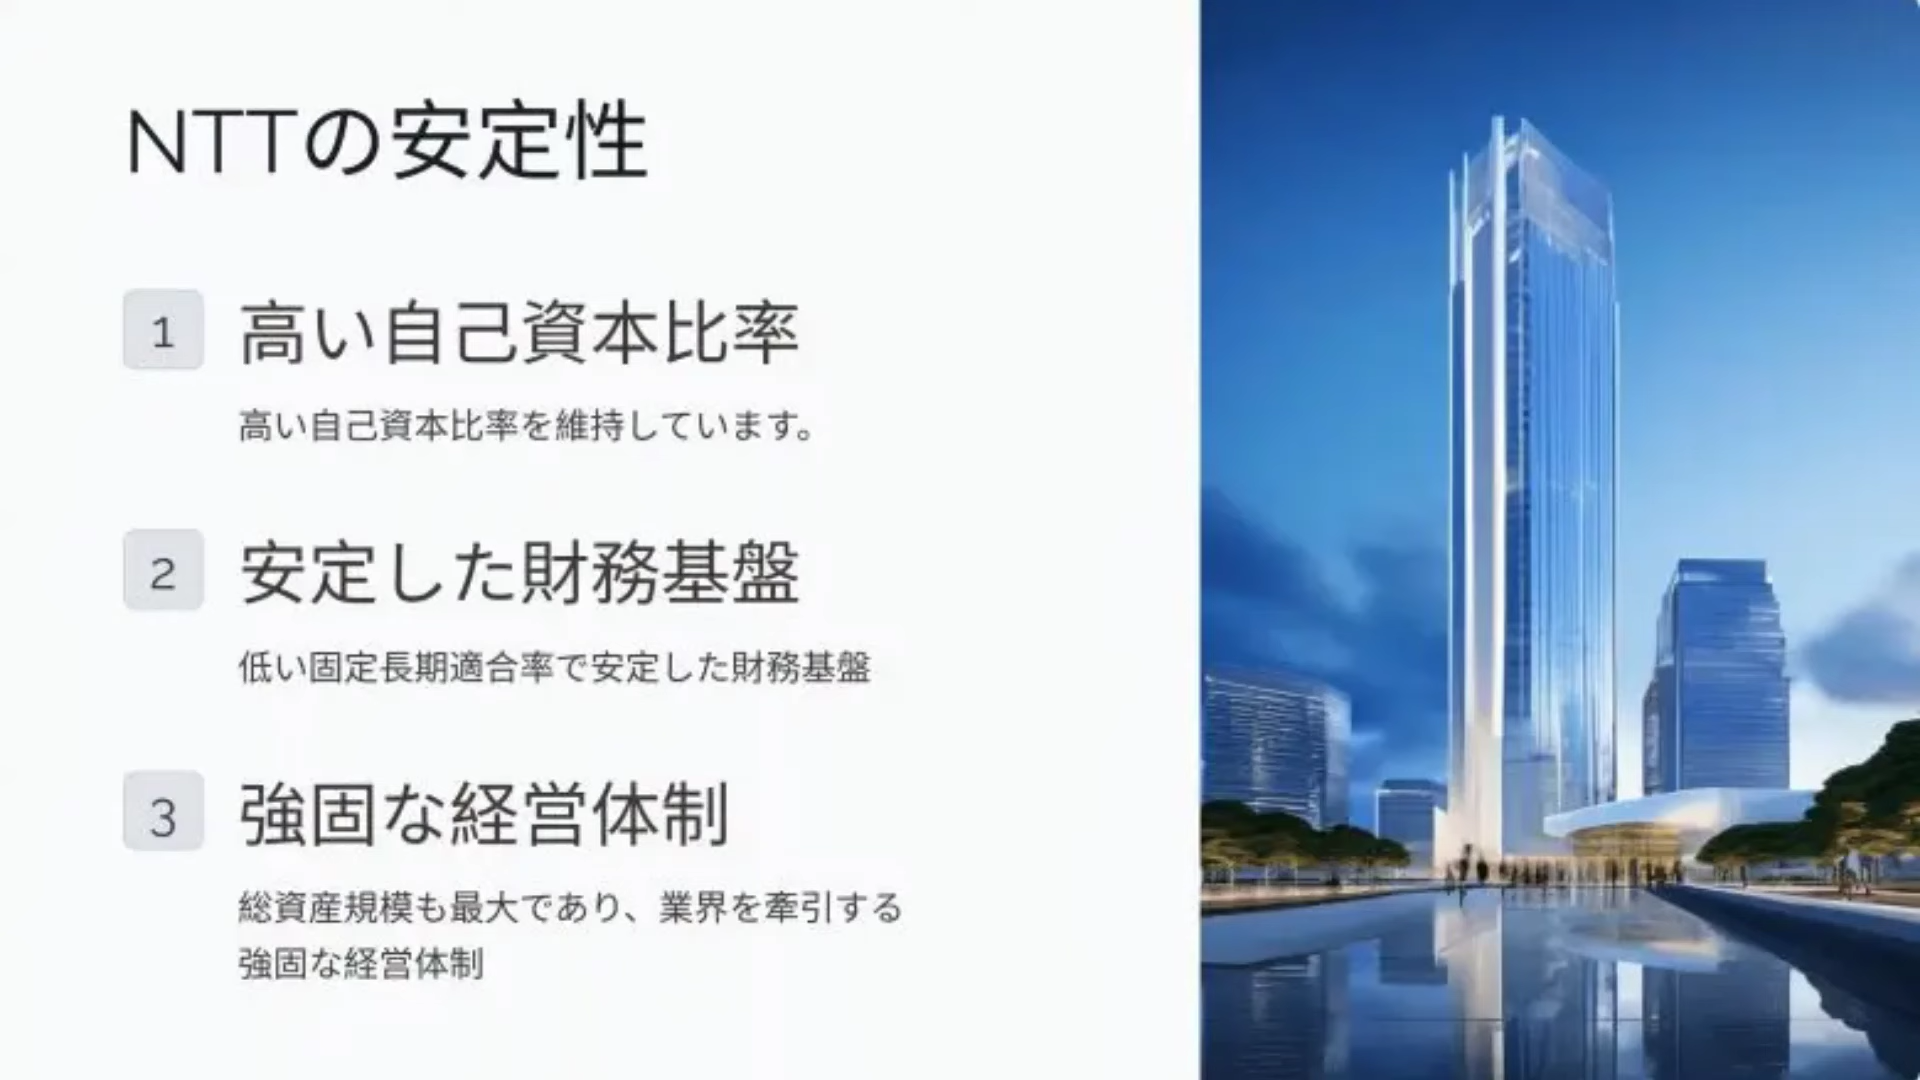 NTTの安定性
1 高い自己資本比率
高い自己資本比率を維持しています。
2 安定した財務基盤
低い固定長期適合率で安定した財務基盤
3 強固な経営体制
総資産規模も最大であり、業界を牽引する
強固な経営体制